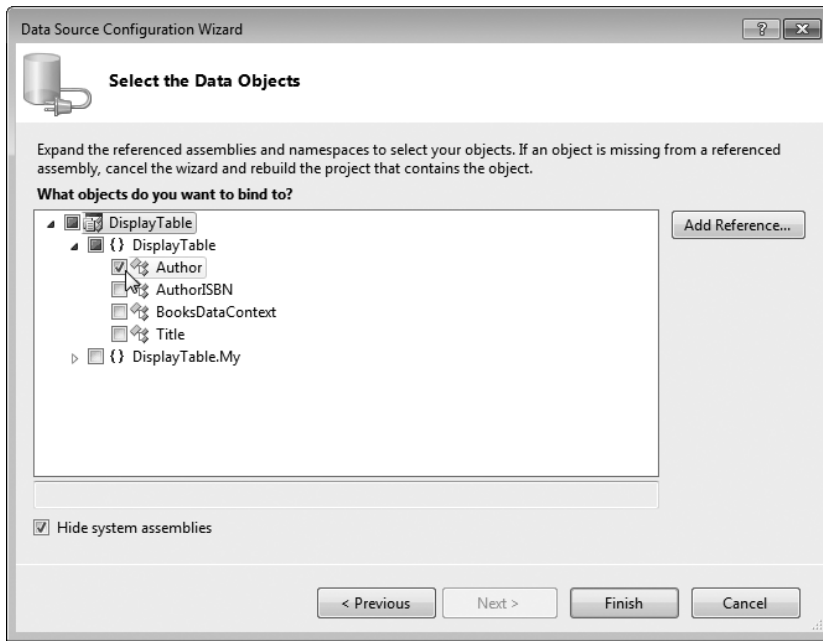 Data Source Configuration Wizard
Select the Data Objects
Expand the referenced assemblies and namespaces to select your objects. If an object is missing from a referenced
assembly, cancel the wizard and rebuild the project that contains the object.
What objects do you want to bind to?
DisplayTable
Add Reference...
{} DisplayTable
Author
AuthorISBN
BooksDataContext
Title
{} DisplayTable.My
Hide system assemblies
< Previous
Next >
Finish
Cancel